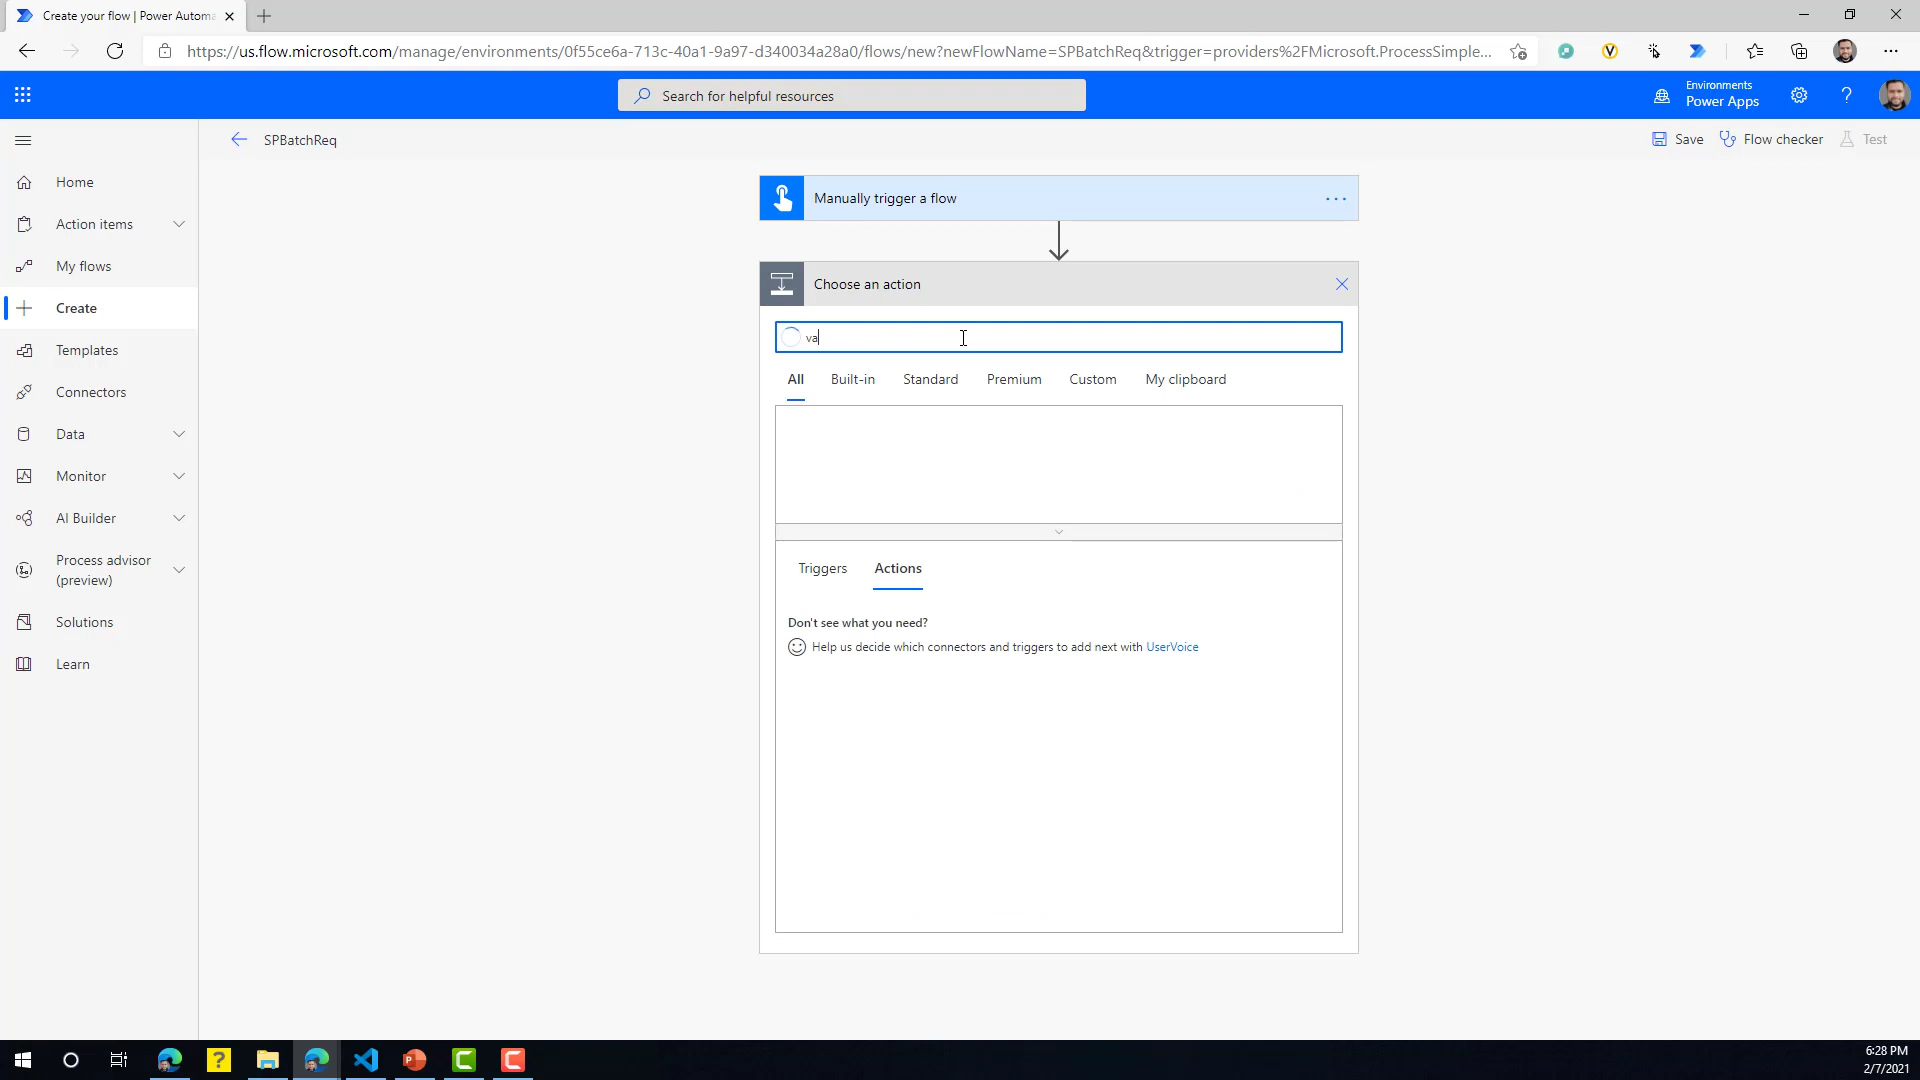 Create your flow | Power Automa
https://us.flow.microsoft.com/manage/environments/0f55ce6a-713c-40a1-9a97-d340034a28a0/flows/new?newFlowName=SPBatchReq&trigger=providers%2FMicrosoft.ProcessSimple...
Search for helpful resources
Environments
Power Apps
SPBatchReq
Save
Flow checker
Test
Home
Action items
My flows
Create
Templates
Connectors
Data
Monitor
AI Builder
Process advisor
(preview)
Solutions
Learn
Manually trigger a flow
Choose an action
va
All
Built-in
Standard
Premium
Custom
My clipboard
Triggers
Actions
Don't see what you need?
Help us decide which connectors and triggers to add next with UserVoice
6:28 PM
2/7/2021